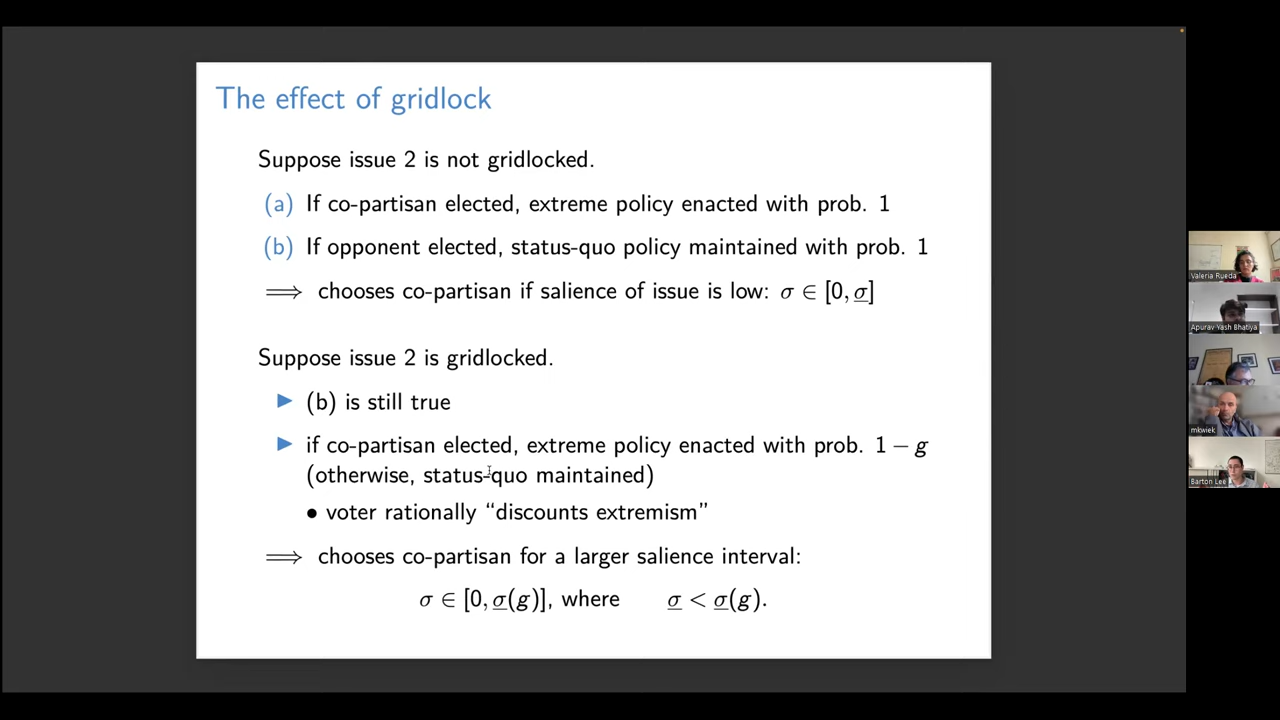 The effect of gridlock
Suppose issue 2 is not gridlocked.
(a) If co-partisan elected, extreme policy enacted with prob. 1
(b) If opponent elected, status-quo policy maintained with prob. 1
⟹ chooses co-partisan if salience of issue is low: σ ∈ [0, σ̲]
Suppose issue 2 is gridlocked.
▶ (b) is still true
▶ if co-partisan elected, extreme policy enacted with prob. 1 − g
(otherwise, status-quo maintained)
• voter rationally “discounts extremism”
⟹ chooses co-partisan for a larger salience interval:
σ ∈ [0, σ̲(g)], where σ̲ < σ̲(g).
Valeria Rueda
Apurav Yash Bhatiya
mkwiek
Barton Lee